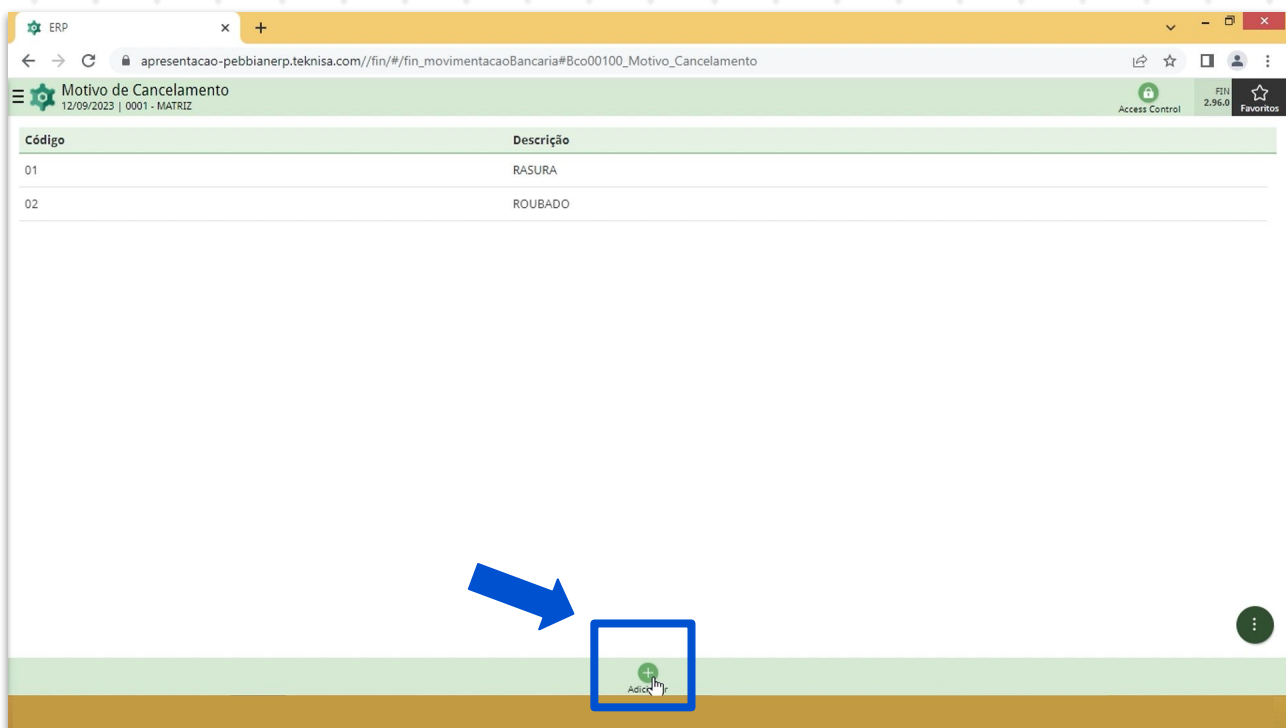 ERP
apresentacao-pebbianerp.teknisa.com//fin/#/fin_movimentacaoBancaria#Bco00100_Motivo_Cancelamento
Motivo de Cancelamento
12/09/2023 | 0001 - MATRIZ
Access Control
FIN
2.96.0
Favoritos
Código Descrição
01 RASURA
02 ROUBADO